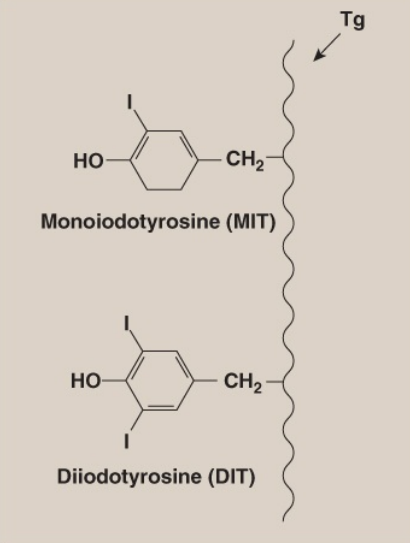 Tg
I
HO
CH₂
Monoiodotyrosine (MIT)
I
HO
CH₂
I
Diiodotyrosine (DIT)